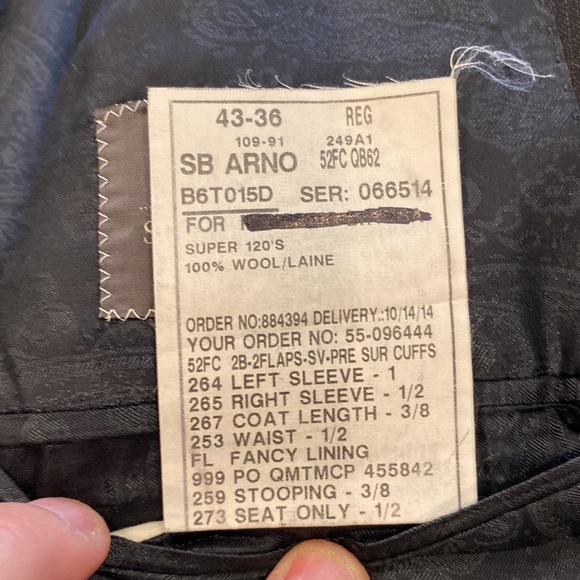 43-36 REG
109-91 249A1
SB ARNO 52FC QB62
B6T015D SER: 066514
FOR
SUPER 120'S
100% WOOL/LAINE
ORDER NO:884394 DELIVERY.:10/14/14
YOUR ORDER NO: 55-096444
52FC 2B-2FLAPS-SV-PRE SUR CUFFS
264 LEFT SLEEVE - 1
265 RIGHT SLEEVE - 1/2
267 COAT LENGTH - 3/8
253 WAIST - 1/2
FL FANCY LINING
999 PO QMTMCP 455842
259 STOOPING - 3/8
273 SEAT ONLY - 1/2